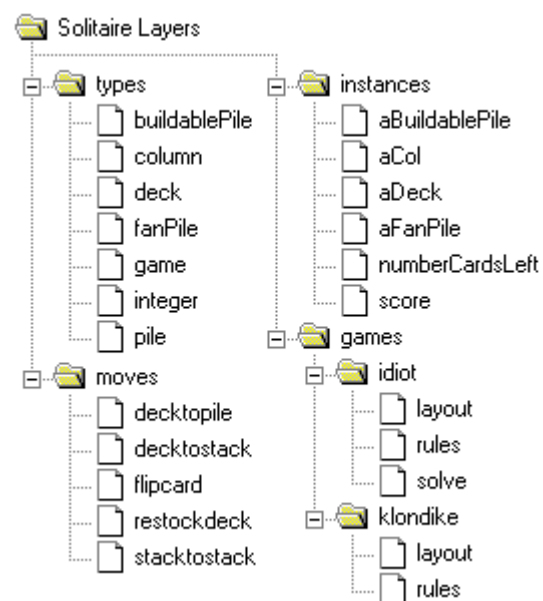 Solitaire Layers
types
buildablePile
column
deck
fanPile
game
integer
pile
moves
decktopile
decktostack
flipcard
restockdeck
stacktostack
instances
aBuildablePile
aCol
aDeck
aFanPile
numberCardsLeft
score
games
idiot
layout
rules
solve
klondike
layout
rules